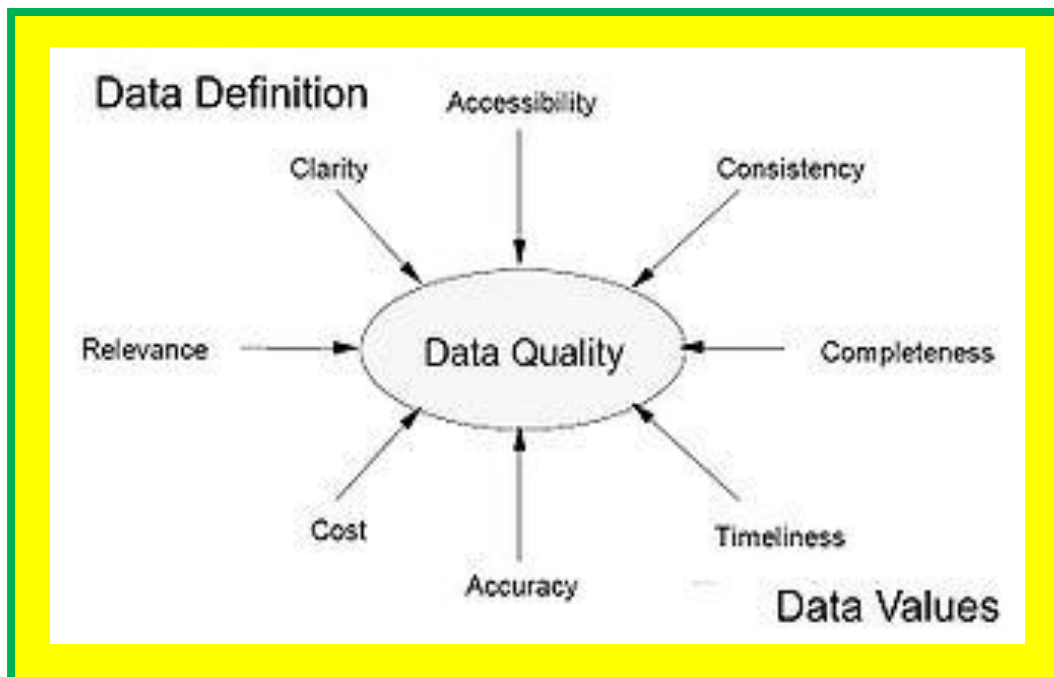 Data Definition
Accessibility
Clarity
Consistency
Relevance
Data Quality
Completeness
Cost
Timeliness
Accuracy
Data Values